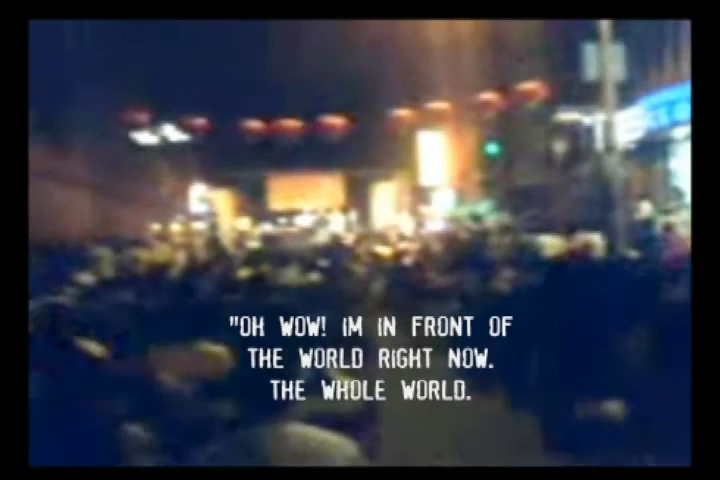 "OH WOW! IM IN FRONT OF
THE WORLD RIGHT NOW.
THE WHOLE WORLD.